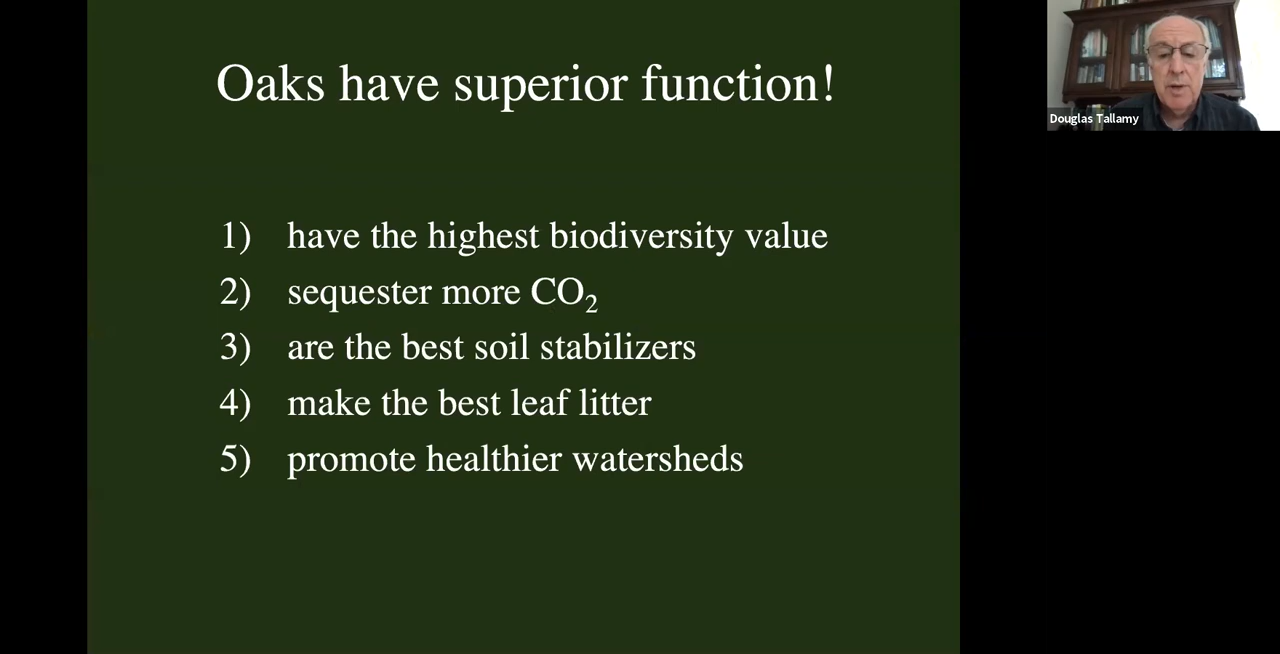 Oaks have superior function!
1) have the highest biodiversity value
2) sequester more CO₂
3) are the best soil stabilizers
4) make the best leaf litter
5) promote healthier watersheds
Douglas Tallamy